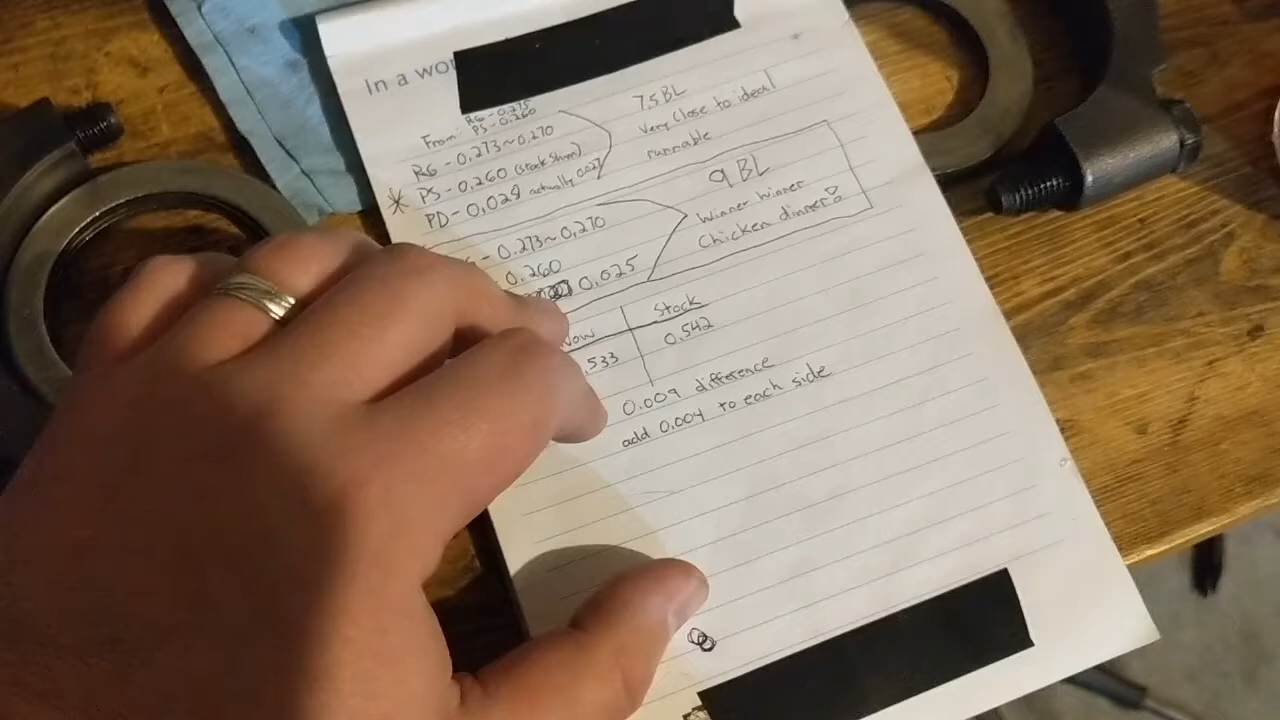 In a wo
RG - 0.275
From: PS - 0.260
RG - 0.273~0.270
* PS - 0.260 (stock shim)
PD - 0.029 actually 0.027
7.5BL
Very close to ideal
runnable
- 0.273~0.270
0.260
0.025
9 BL
Winner Winner
Chicken dinner
Now | Stock
.533 | 0.542
0.009 difference
add 0.004 to each side